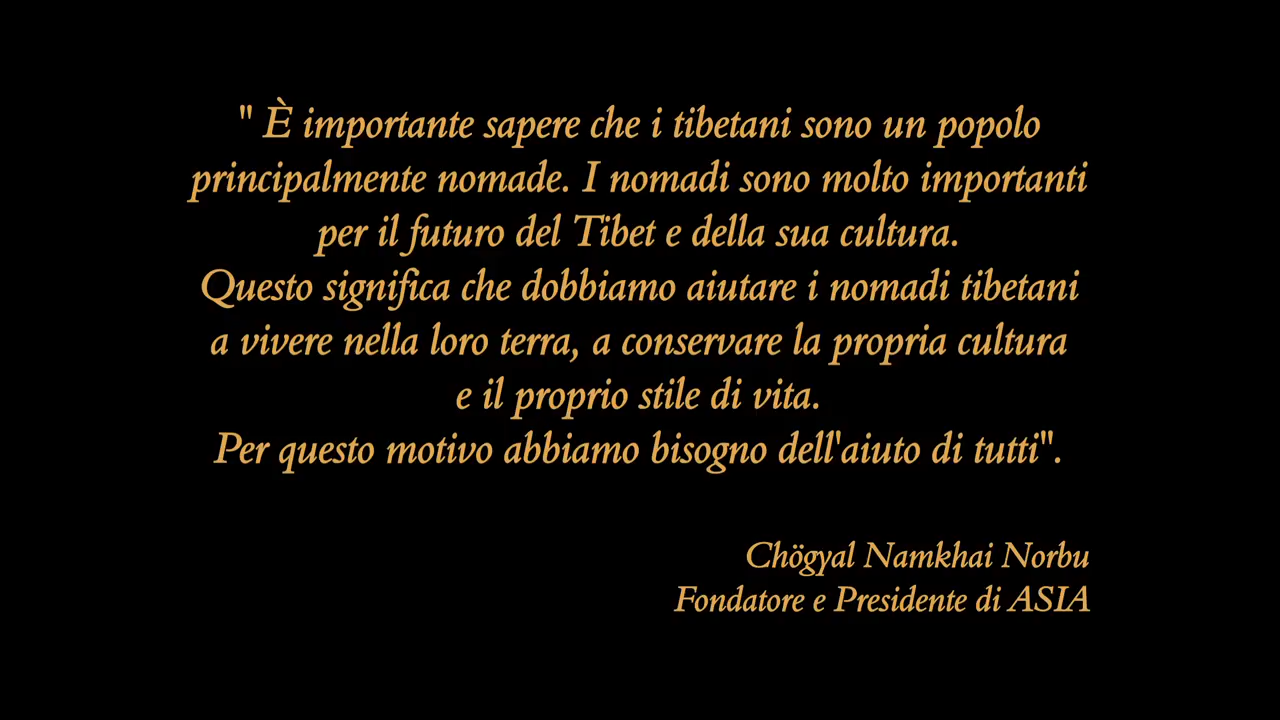 " È importante sapere che i tibetani sono un popolo
principalmente nomade. I nomadi sono molto importanti
per il futuro del Tibet e della sua cultura.
Questo significa che dobbiamo aiutare i nomadi tibetani
a vivere nella loro terra, a conservare la propria cultura
e il proprio stile di vita.
Per questo motivo abbiamo bisogno dell'aiuto di tutti".
Chögyal Namkhai Norbu
Fondatore e Presidente di ASIA